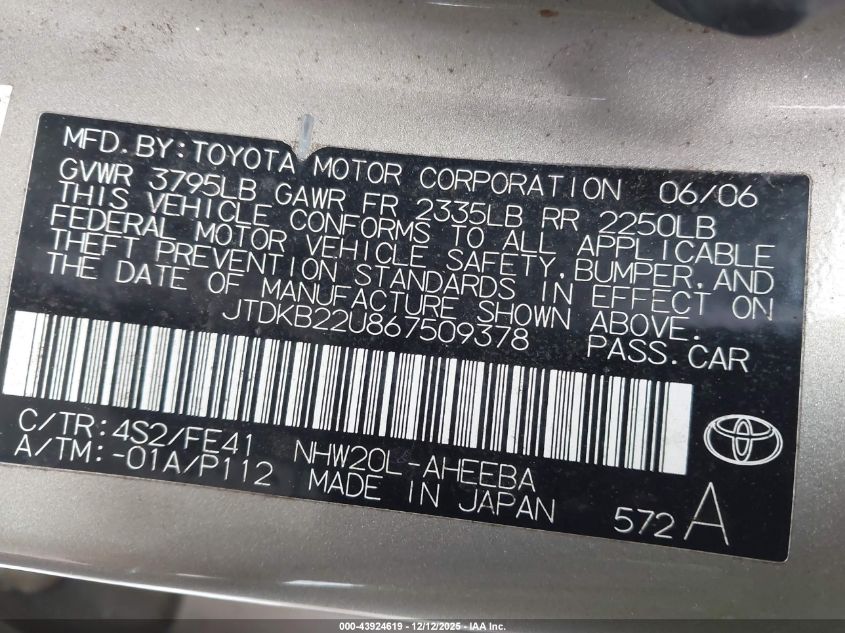 MFD. BY: TOYOTA MOTOR CORPORATION 06/06
GVWR 3795LB GAWR FR 2335LB RR 2250LB
THIS VEHICLE CONFORMS TO ALL APPLICABLE
FEDERAL MOTOR VEHICLE SAFETY, BUMPER, AND
THEFT PREVENTION STANDARDS IN EFFECT ON
THE DATE OF MANUFACTURE SHOWN ABOVE.
JTDKB22U867509378 PASS. CAR
C/TR: 4S2/FE41 NHW20L-AHEEBA
A/TM: -01A/P112 MADE IN JAPAN
572 A
000-43924619 - 12/12/2025 - IAA Inc.